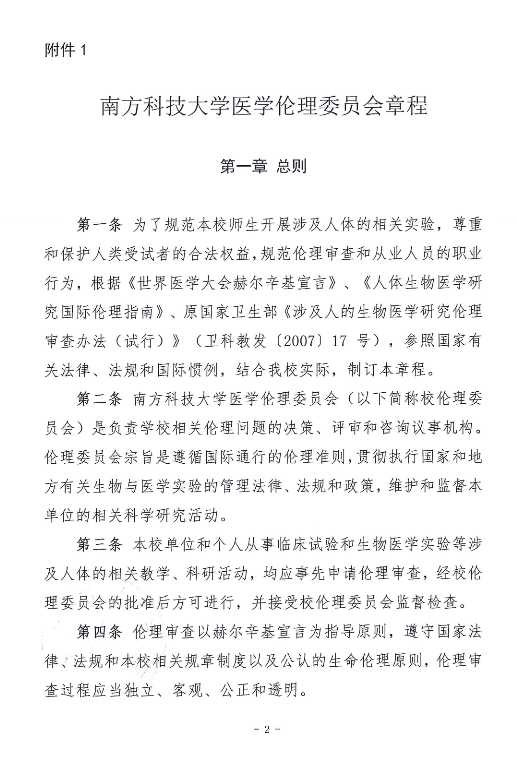 附件 1
南方科技大学医学伦理委员会章程
第一章 总则
第一条 为了规范本校师生开展涉及人体的相关实验，尊重
和保护人类受试者的合法权益，规范伦理审查和从业人员的职业
行为，根据《世界医学大会赫尔辛基宣言》、《人体生物医学研
究国际伦理指南》、原国家卫生部《涉及人的生物医学研究伦理
审查办法（试行）》（卫科教发〔2007〕17 号），参照国家有
关法律、法规和国际惯例，结合我校实际，制订本章程。
第二条 南方科技大学医学伦理委员会（以下简称校伦理委
员会）是负责学校相关伦理问题的决策、评审和咨询议事机构。
伦理委员会宗旨是遵循国际通行的伦理准则，贯彻执行国家和地
方有关生物与医学实验的管理法律、法规和政策，维护和监督本
单位的相关科学研究活动。
第三条 本校单位和个人从事临床试验和生物医学实验等涉
及人体的相关教学、科研活动，均应事先申请伦理审查，经校伦
理委员会的批准后方可进行，并接受校伦理委员会监督检查。
第四条 伦理审查以赫尔辛基宣言为指导原则，遵守国家法
律、法规和本校相关规章制度以及公认的生命伦理原则，伦理审
查过程应当独立、客观、公正和透明。
- 2 -